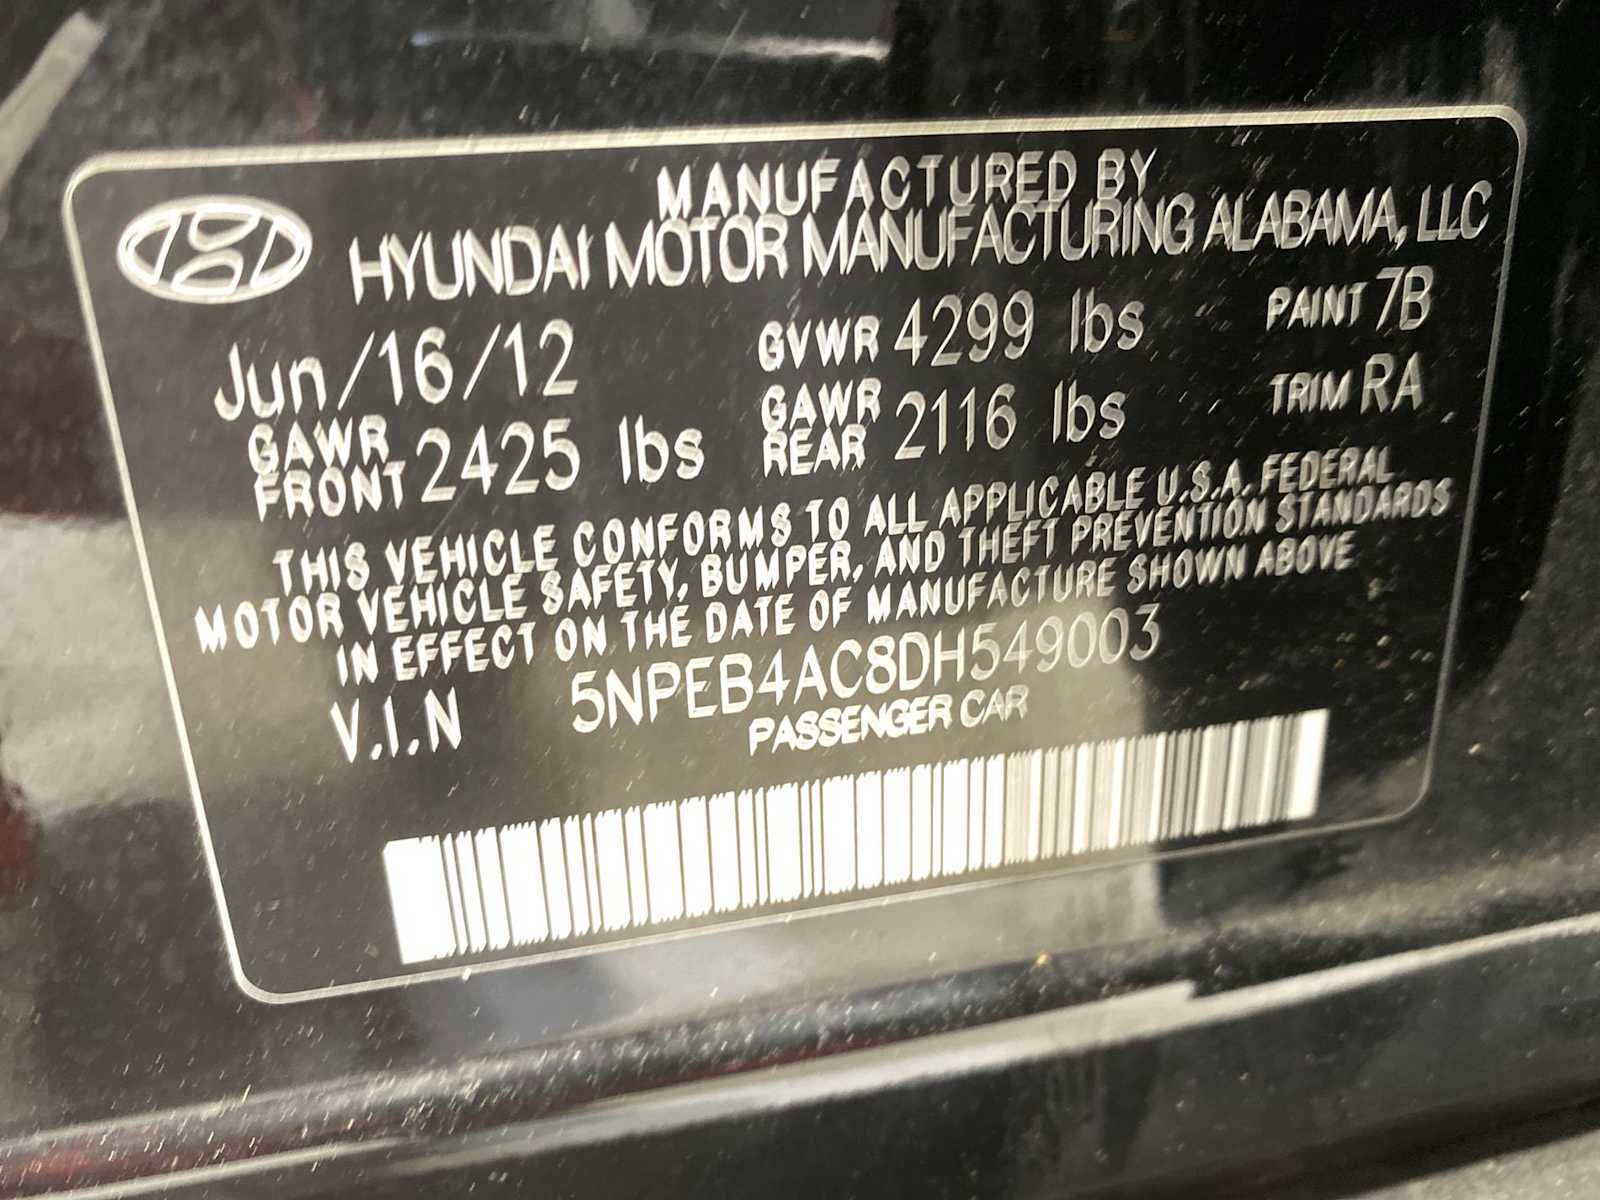 MANUFACTURED BY
HYUNDAI MOTOR MANUFACTURING ALABAMA, LLC
Jun/16/12 GVWR 4299 lbs PAINT 7B
GAWR FRONT 2425 lbs GAWR REAR 2116 lbs TRIM RA
THIS VEHICLE CONFORMS TO ALL APPLICABLE U.S.A. FEDERAL
MOTOR VEHICLE SAFETY, BUMPER, AND THEFT PREVENTION STANDARDS
IN EFFECT ON THE DATE OF MANUFACTURE SHOWN ABOVE
V.I.N 5NPEB4AC8DH549003
PASSENGER CAR